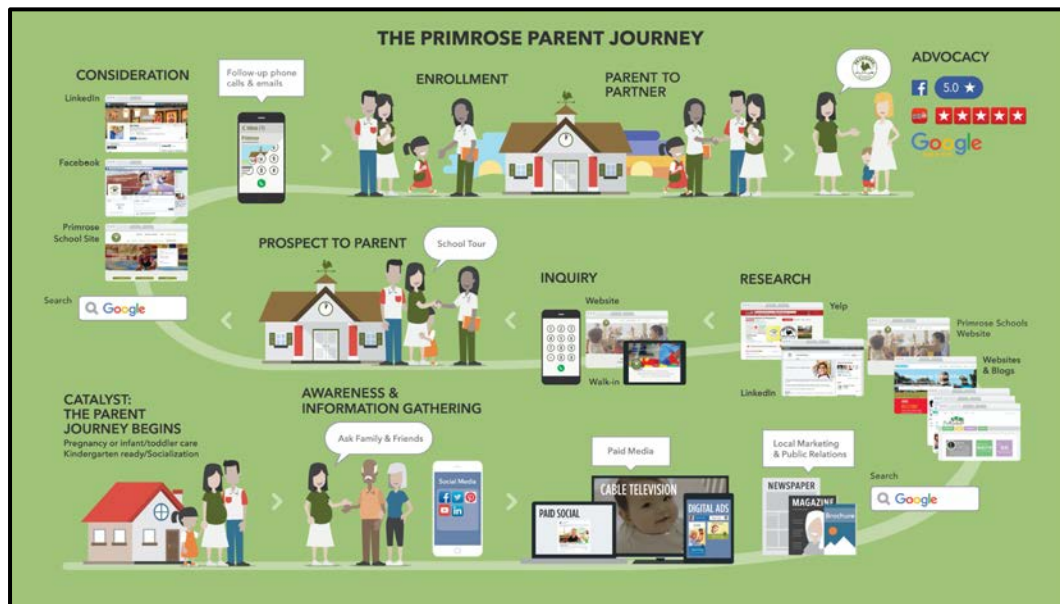 THE PRIMROSE PARENT JOURNEY
CONSIDERATION
LinkedIn
Facebook
Primrose
School Site
Search
Google
Follow-up phone
calls & emails
ENROLLMENT
PARENT TO
PARTNER
ADVOCACY
5.0 ★
Google
PROSPECT TO PARENT
School Tour
INQUIRY
Website
Walk-in
RESEARCH
Yelp
LinkedIn
Primrose Schools
Website
Websites
& Blogs
Search
Google
CATALYST:
THE PARENT
JOURNEY BEGINS
Pregnancy or infant/toddler care
Kindergarten ready/Socialization
AWARENESS &
INFORMATION GATHERING
Ask Family & Friends
Social Media
Paid Media
PAID SOCIAL
CABLE TELEVISION
DIGITAL ADS
Local Marketing
& Public Relations
NEWSPAPER
MAGAZINE
Brochure